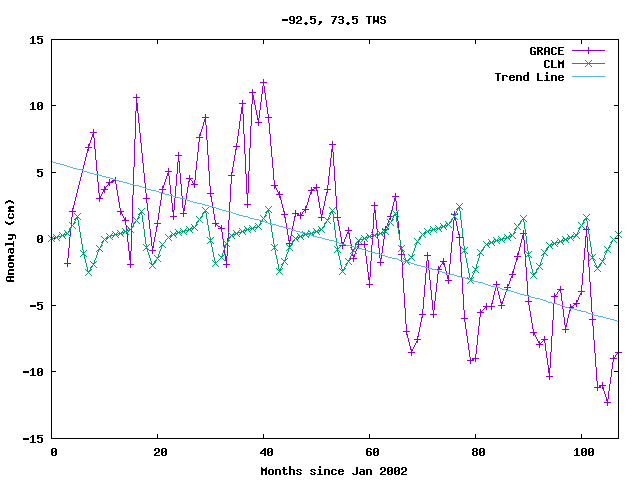 -92.5, 73.5 TWS
GRACE
CLM
Trend Line
15
10
5
0
-5
-10
-15
Anomaly (cm)
0 20 40 60 80 100
Months since Jan 2002